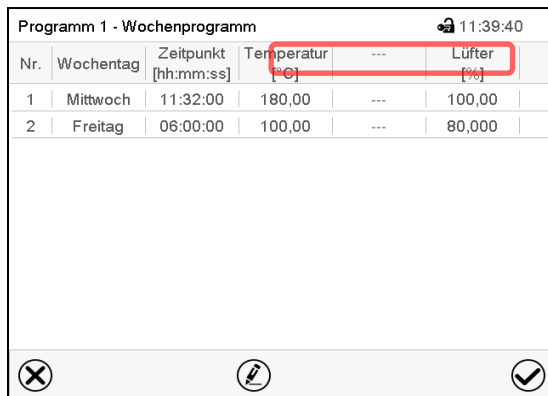 Programm 1 - Wochenprogramm 11:39:40
Nr. Wochentag Zeitpunkt [hh:mm:ss] Temperatur [°C] --- Lüfter [%]
1 Mittwoch 11:32:00 180,00 --- 100,00
2 Freitag 06:00:00 100,00 --- 80,000